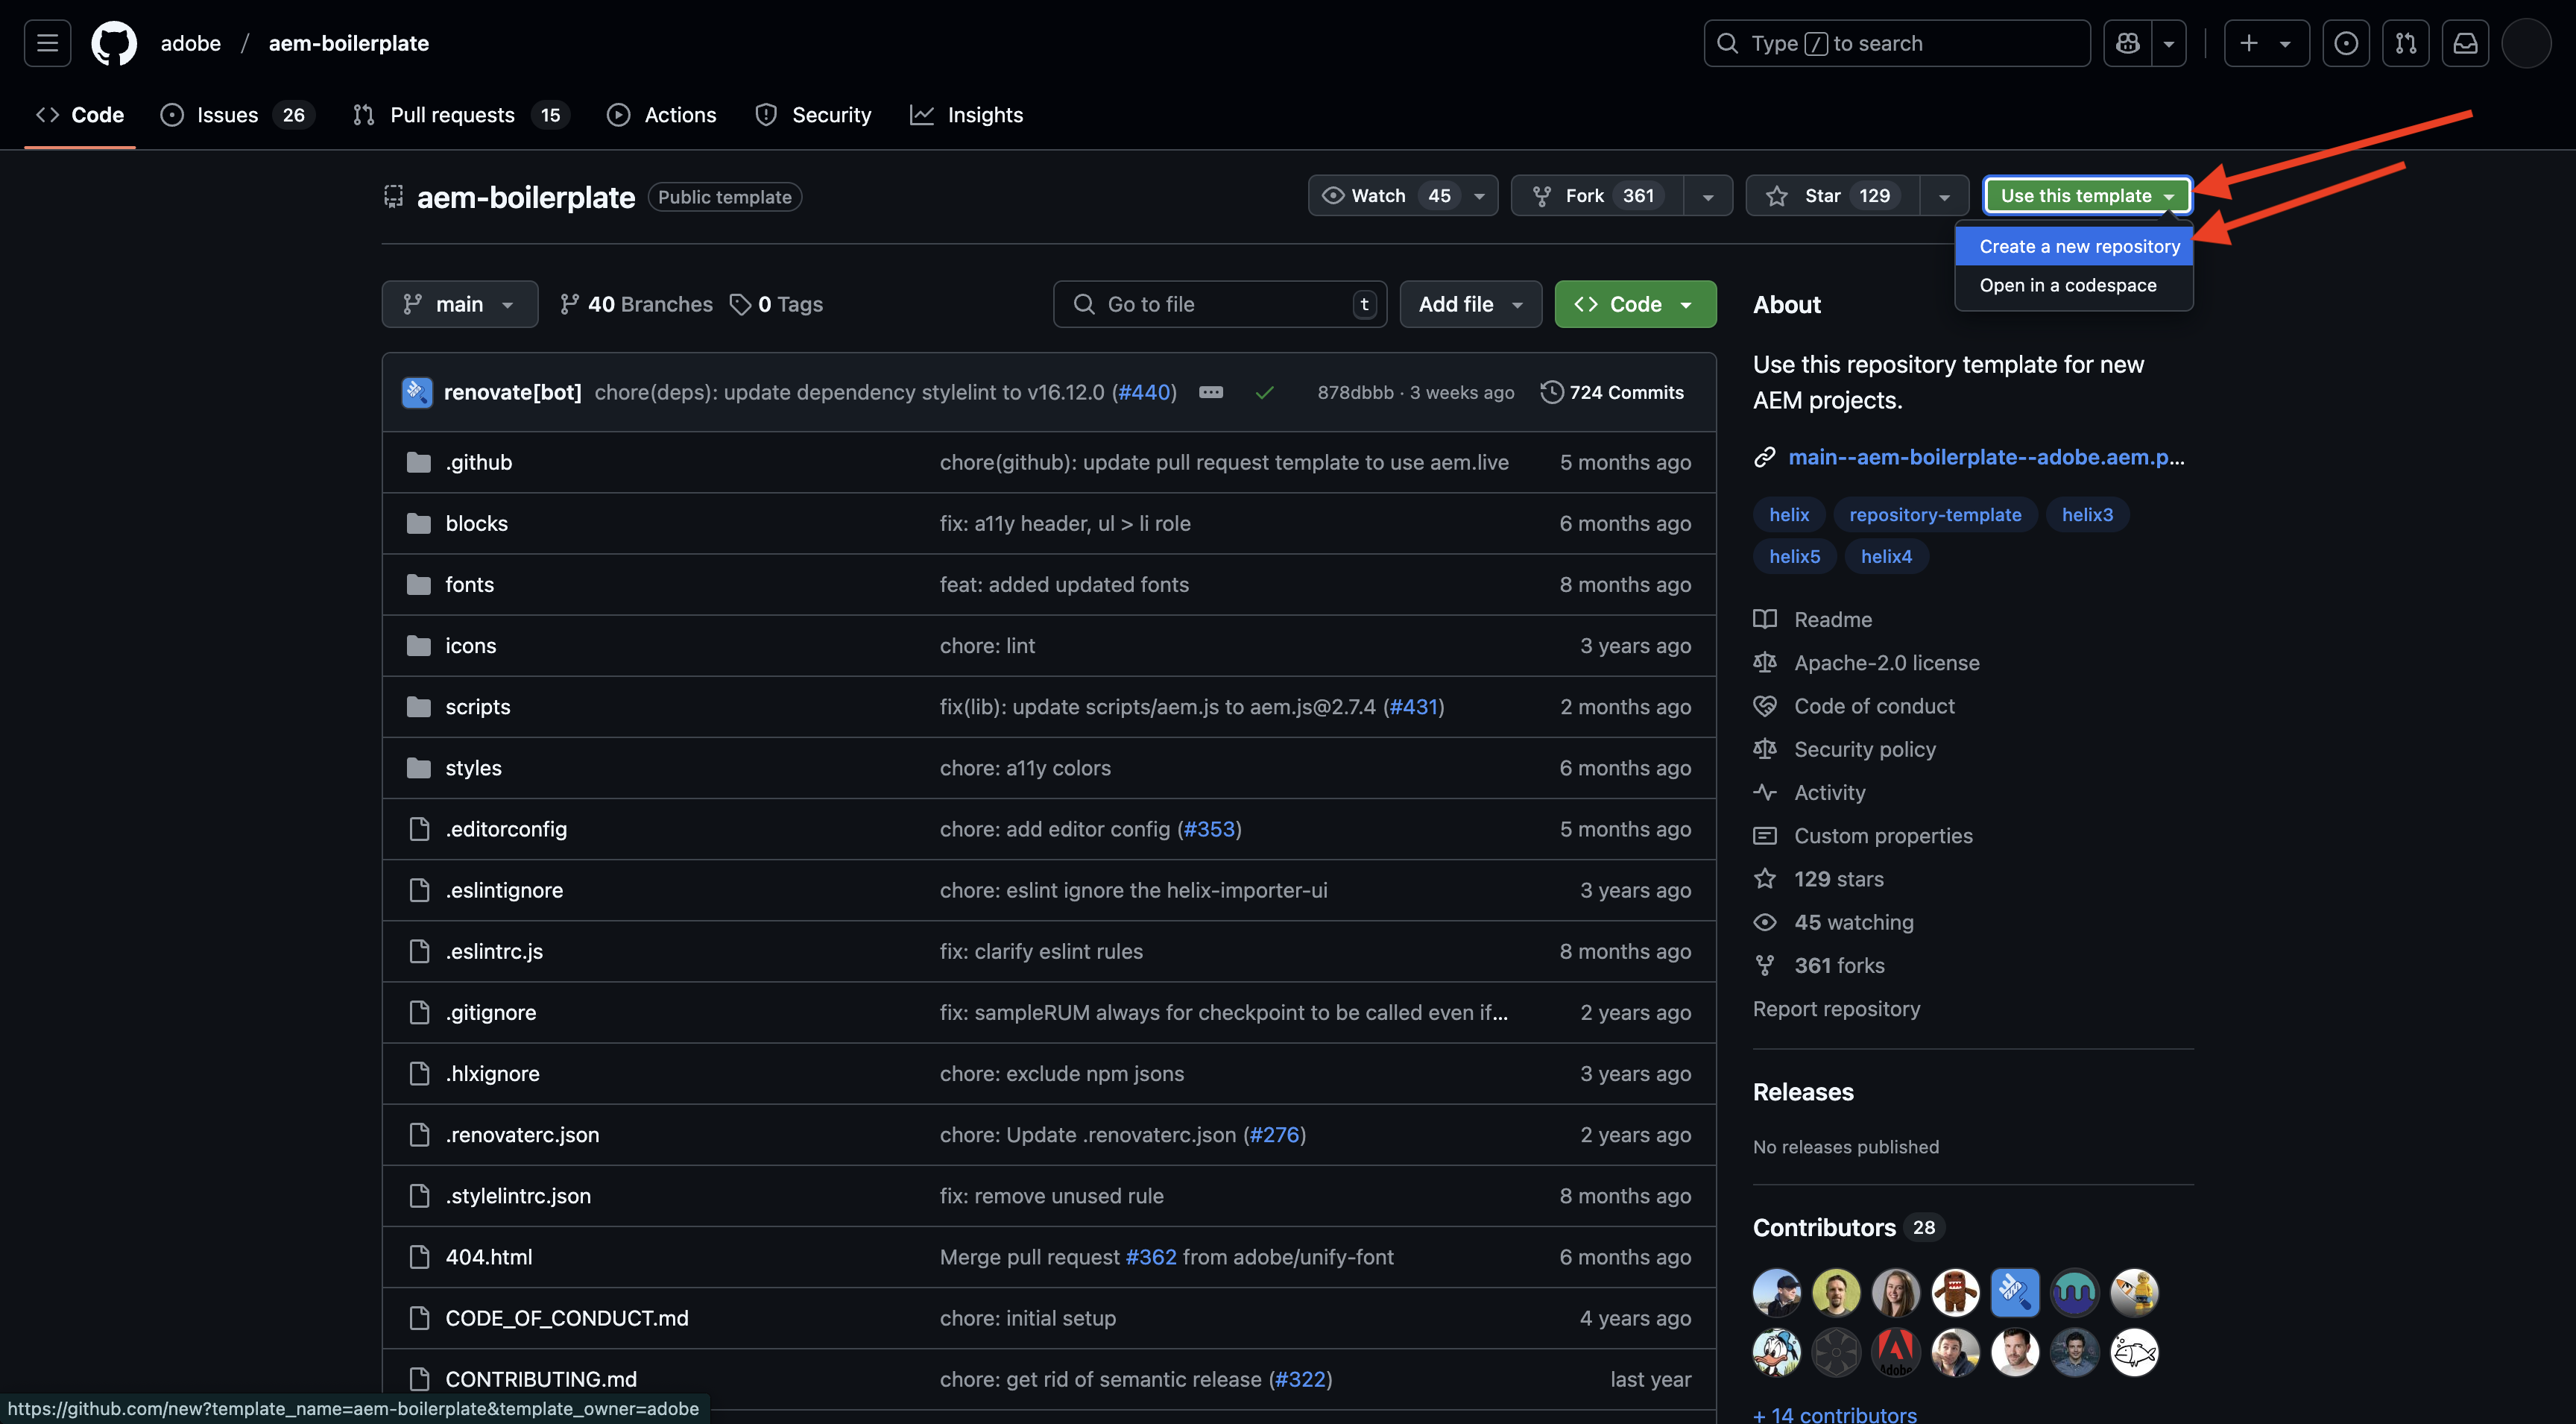 adobe / aem-boilerplate
Type / to search
Code Issues 26 Pull requests 15 Actions Security Insights
aem-boilerplate Public template
Watch 45 Fork 361 Star 129 Use this template
Create a new repository
Open in a codespace
main 40 Branches 0 Tags Go to file t Add file Code
renovate[bot] chore(deps): update dependency stylelint to v16.12.0 (#440) 878dbbb · 3 weeks ago 724 Commits
.github chore(github): update pull request template to use aem.live 5 months ago
blocks fix: a11y header, ul > li role 6 months ago
fonts feat: added updated fonts 8 months ago
icons chore: lint 3 years ago
scripts fix(lib): update scripts/aem.js to aem.js@2.7.4 (#431) 2 months ago
styles chore: a11y colors 6 months ago
.editorconfig chore: add editor config (#353) 5 months ago
.eslintignore chore: eslint ignore the helix-importer-ui 3 years ago
.eslintrc.js fix: clarify eslint rules 8 months ago
.gitignore fix: sampleRUM always for checkpoint to be called even if... 2 years ago
.hlxignore chore: exclude npm jsons 3 years ago
.renovaterc.json chore: Update .renovaterc.json (#276) 2 years ago
.stylelintrc.json fix: remove unused rule 8 months ago
404.html Merge pull request #362 from adobe/unify-font 6 months ago
CODE_OF_CONDUCT.md chore: initial setup 4 years ago
CONTRIBUTING.md chore: get rid of semantic release (#322) last year
About
Use this repository template for new
AEM projects.
main--aem-boilerplate--adobe.aem.p...
helix repository-template helix3
helix5 helix4
Readme
Apache-2.0 license
Code of conduct
Security policy
Activity
Custom properties
129 stars
45 watching
361 forks
Report repository
Releases
No releases published
Contributors 28
Adobe
+ 14 contributors
https://github.com/new?template_name=aem-boilerplate&template_owner=adobe